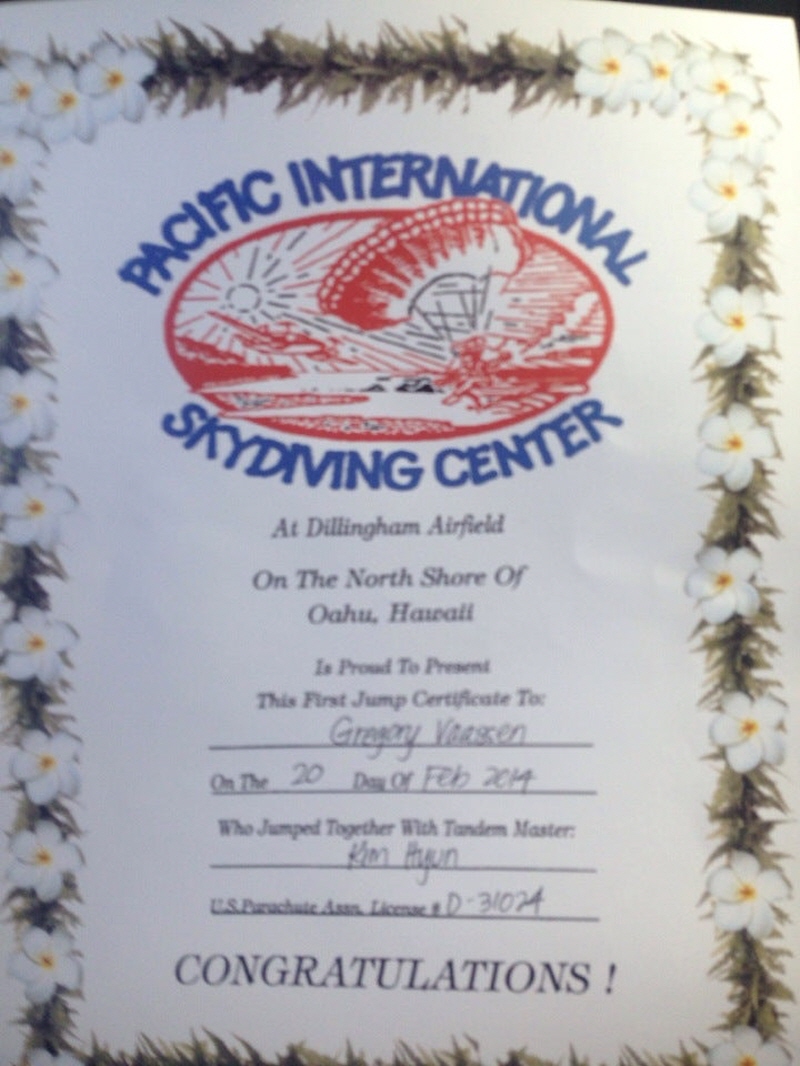 PACIFIC INTERNATIONAL
SKYDIVING CENTER
At Dillingham Airfield
On The North Shore Of
Oahu, Hawaii
Is Proud To Present
This First Jump Certificate To:
Gregory Vaassen
On The 20 Day Of Feb 2014
Who Jumped Together With Tandem Master:
Kim Hyun
U.S. Parachute Assn. License # D-31024
CONGRATULATIONS !